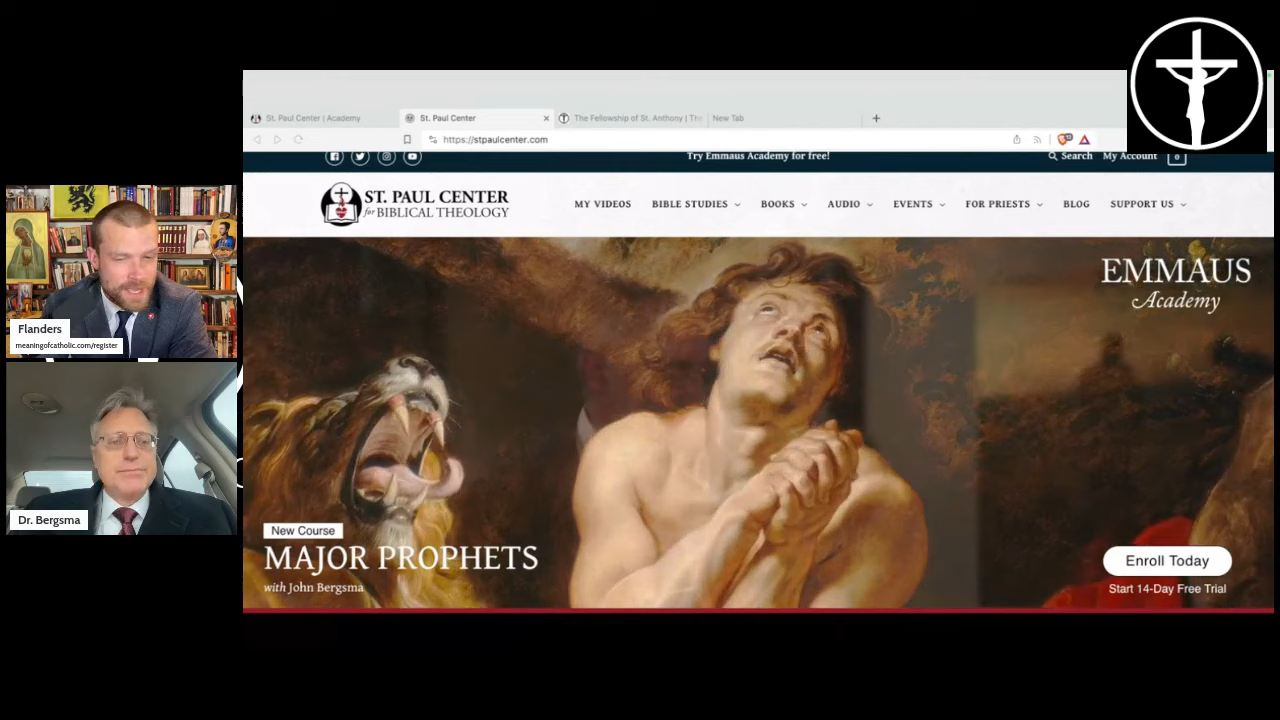 St. Paul Center | Academy
St. Paul Center
The Fellowship of St. Anthony | The
New Tab
https://stpaulcenter.com
Try Emmaus Academy for free!
Search
My Account
0
ST. PAUL CENTER
for BIBLICAL THEOLOGY
MY VIDEOS
BIBLE STUDIES
BOOKS
AUDIO
EVENTS
FOR PRIESTS
BLOG
SUPPORT US
EMMAUS
Academy
Flanders
meaningofcatholic.com/register
Dr. Bergsma
New Course
MAJOR PROPHETS
with John Bergsma
Enroll Today
Start 14-Day Free Trial